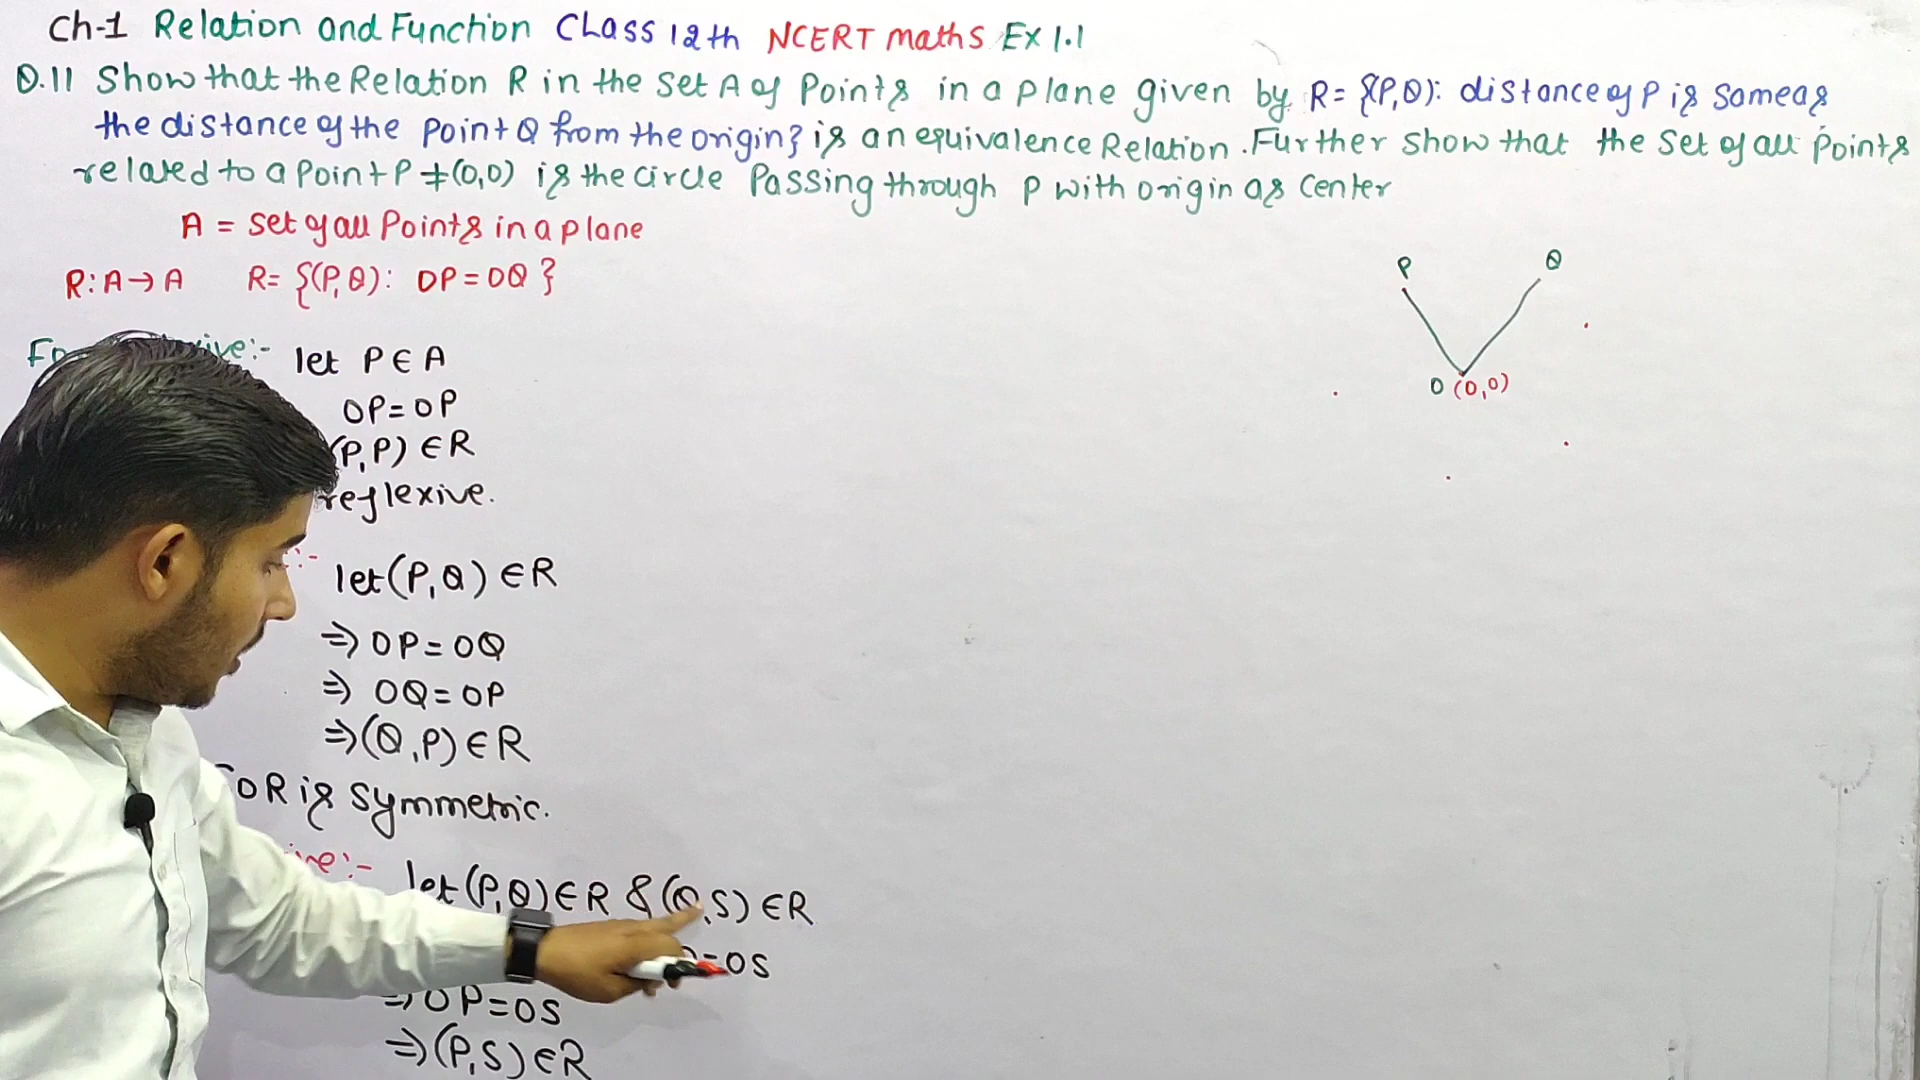 Ch-1 Relation and Function Class 12th NCERT maths Ex 1.1
Q.11 Show that the Relation R in the set A of Points in a plane given by R= {(P,Q): distance of P is same as
the distance of the point Q from the origin} is an equivalence Relation. Further show that the set of all Points
related to a Point P ≠ (0,0) is the circle Passing through P with origin as center
A = set of all Points in a plane
R: A → A R= {(P,Q): OP = OQ }
let P ∈ A
OP = OP
(P,P) ∈ R
reflexive.
let (P,Q) ∈ R
⇒ OP = OQ
⇒ OQ = OP
⇒ (Q,P) ∈ R
R is symmetric.
let (P,Q) ∈ R & (Q,S) ∈ R
=OS
⇒ OP = OS
⇒ (P,S) ∈ R
P Q
O (0,0)